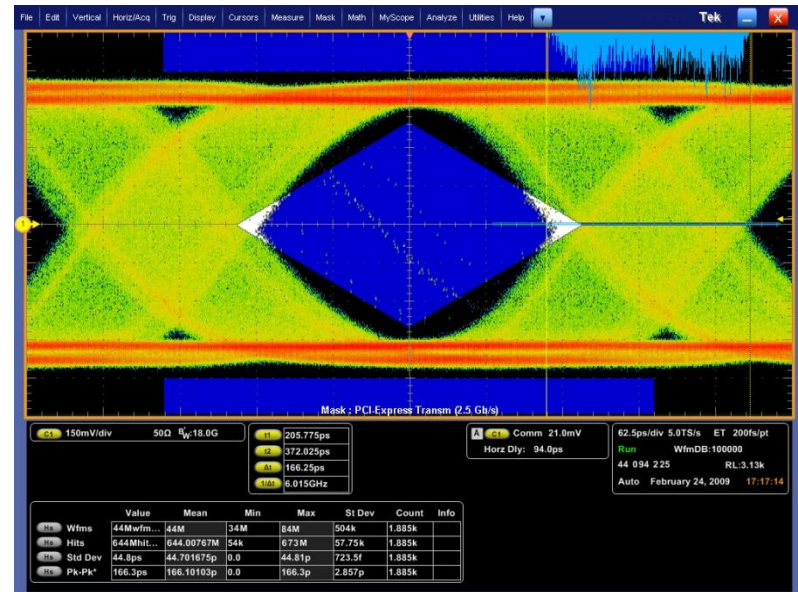 File Edit Vertical Horiz/Acq Trig Display Cursors Measure Mask Math MyScope Analyze Utilities Help Tek X
1
Mask : PCI-Express Transm (2.5 Gb/s)
C1 150mV/div 50Ω BW:18.0G
t1 205.775ps
t2 372.025ps
Δt 166.25ps
1/Δt 6.015GHz
A C1 Comm 21.0mV
Horz Dly: 94.0ps
62.5ps/div 5.0TS/s ET 200fs/pt
Run WfmDB:100000
44 094 225 RL:3.13k
Auto February 24, 2009 17:17:14
Value Mean Min Max St Dev Count Info
Hs Wfms 44Mwfm... 44M 34M 84M 504k 1.885k
Hs Hits 644Mhit... 644.00767M 54k 673M 57.75k 1.885k
Hs Std Dev 44.8ps 44.701675p 0.0 44.81p 723.5f 1.885k
Hs Pk-Pk* 166.3ps 166.10103p 0.0 166.3p 2.857p 1.885k